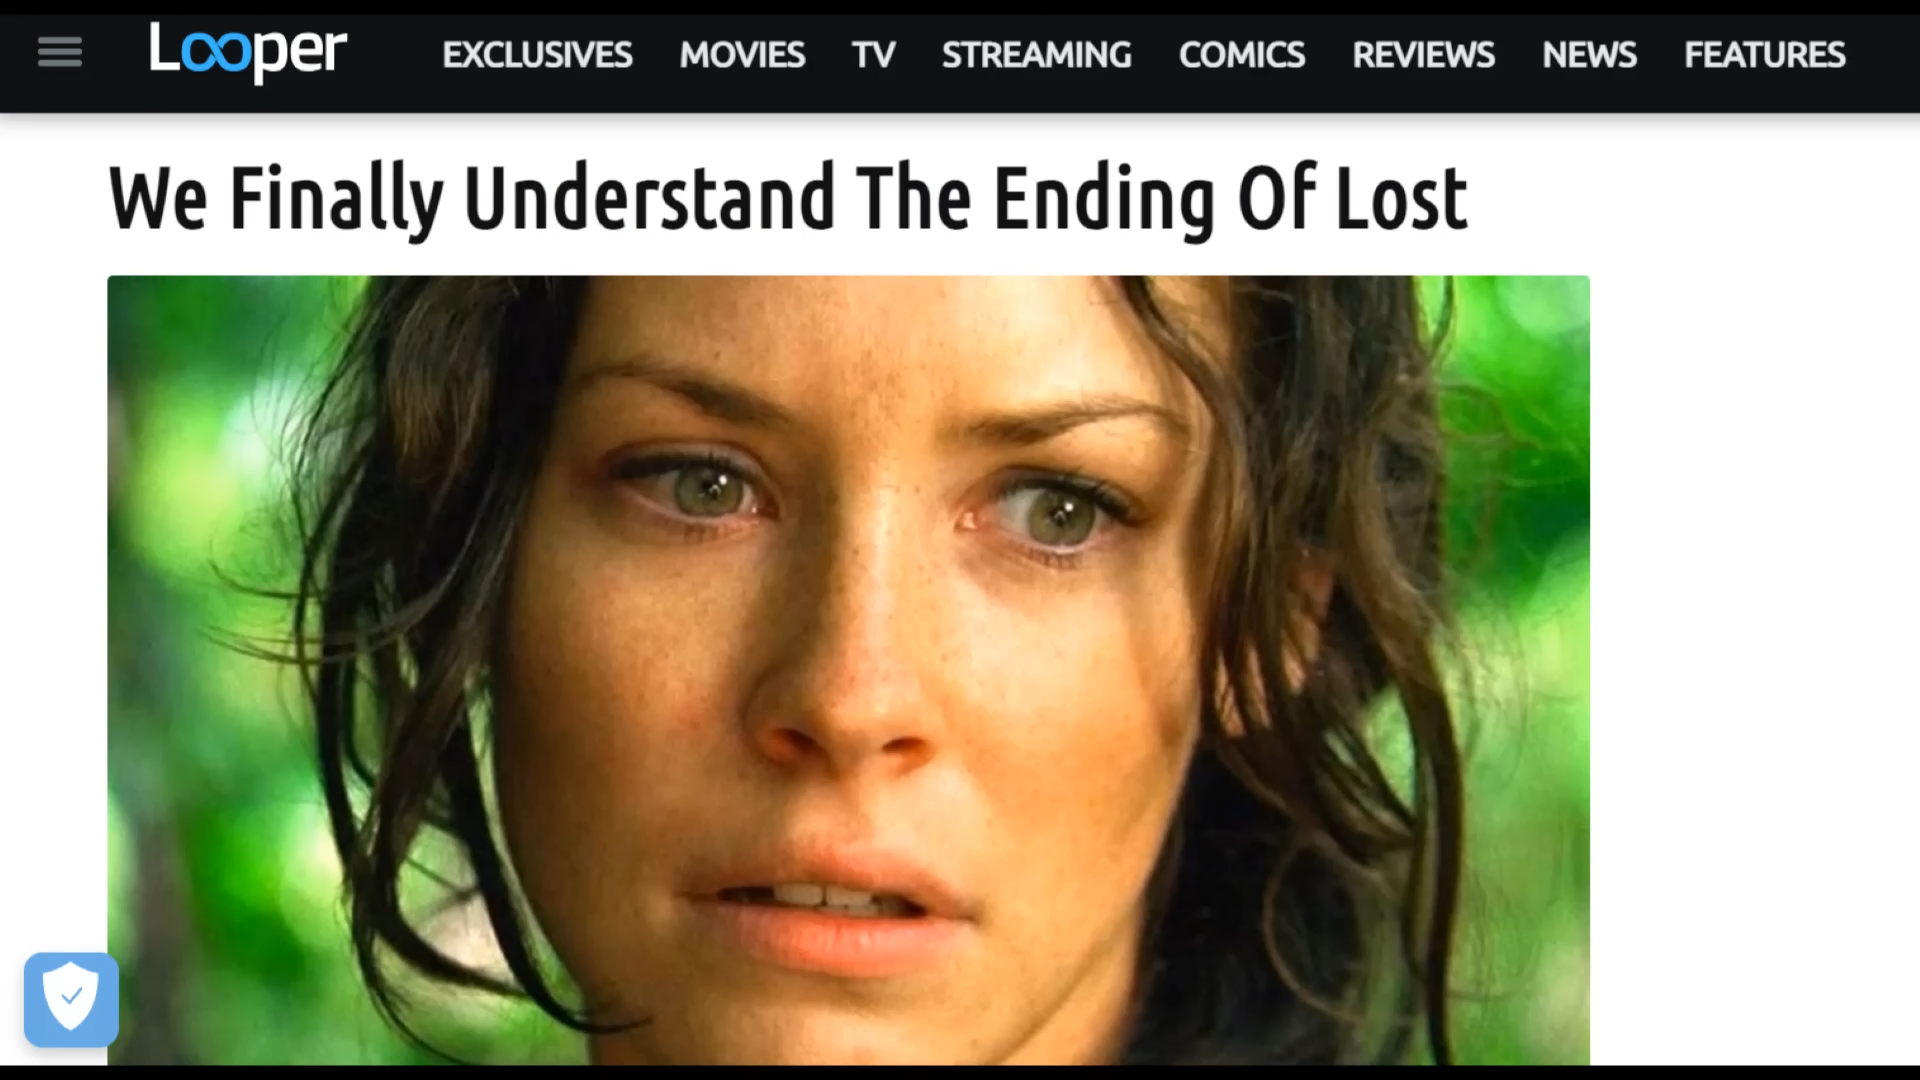 Looper EXCLUSIVES MOVIES TV STREAMING COMICS REVIEWS NEWS FEATURES
We Finally Understand The Ending Of Lost